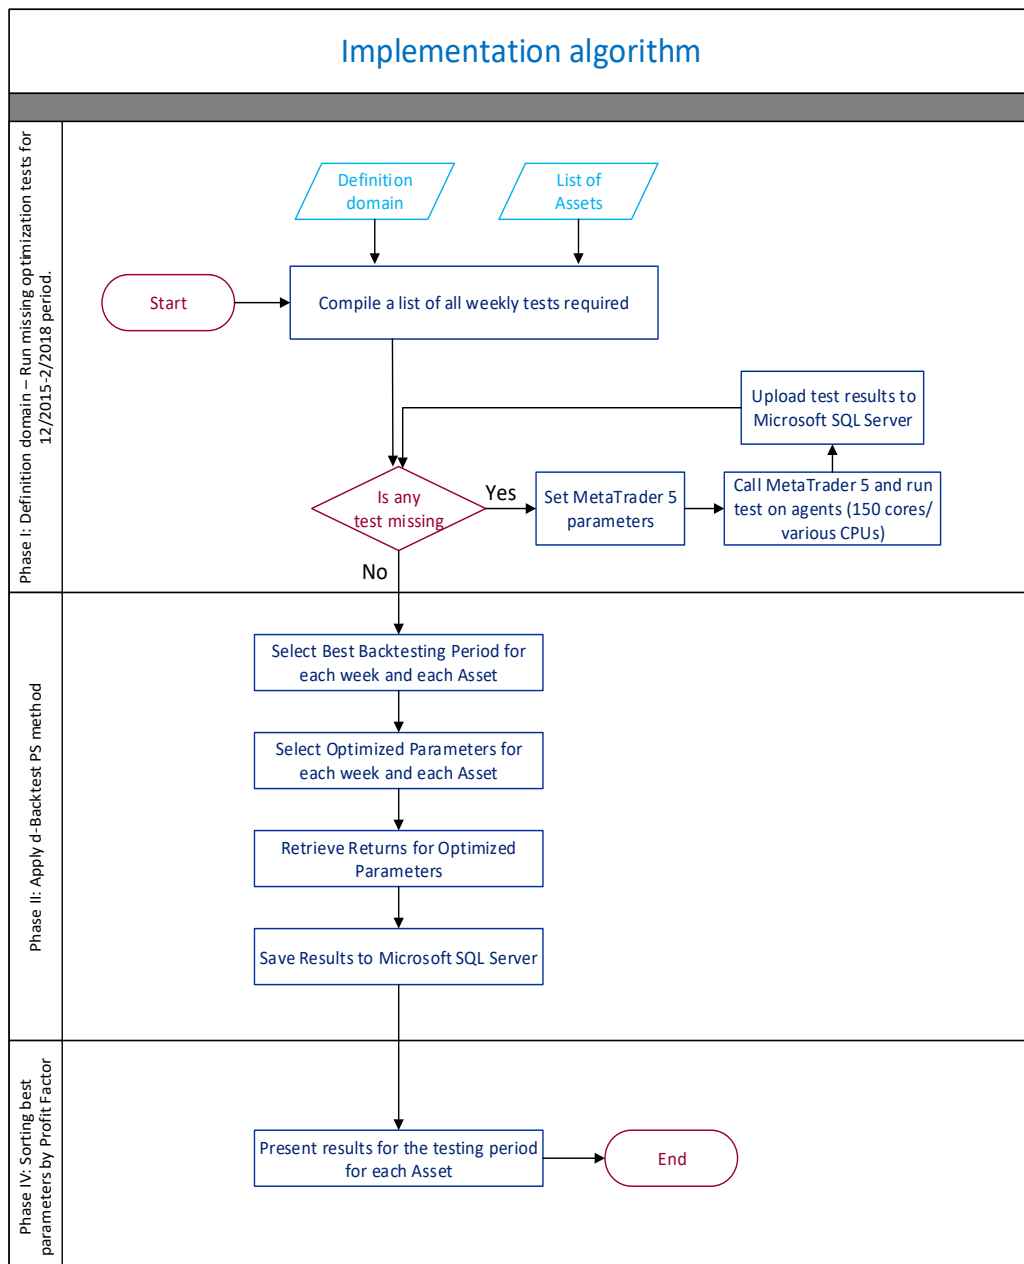 Implementation algorithm
Phase I: Definition domain – Run missing optimization tests for
12/2015-2/2018 period.
Definition
domain
List of
Assets
Start
Compile a list of all weekly tests required
Upload test results to
Microsoft SQL Server
Is any
test missing
Yes
Set MetaTrader 5
parameters
Call MetaTrader 5 and run
test on agents (150 cores/
various CPUs)
No
Phase II: Apply d-Backtest PS method
Select Best Backtesting Period for
each week and each Asset
Select Optimized Parameters for
each week and each Asset
Retrieve Returns for Optimized
Parameters
Save Results to Microsoft SQL Server
Phase IV: Sorting best
parameters by Profit Factor
Present results for the testing period
for each Asset
End